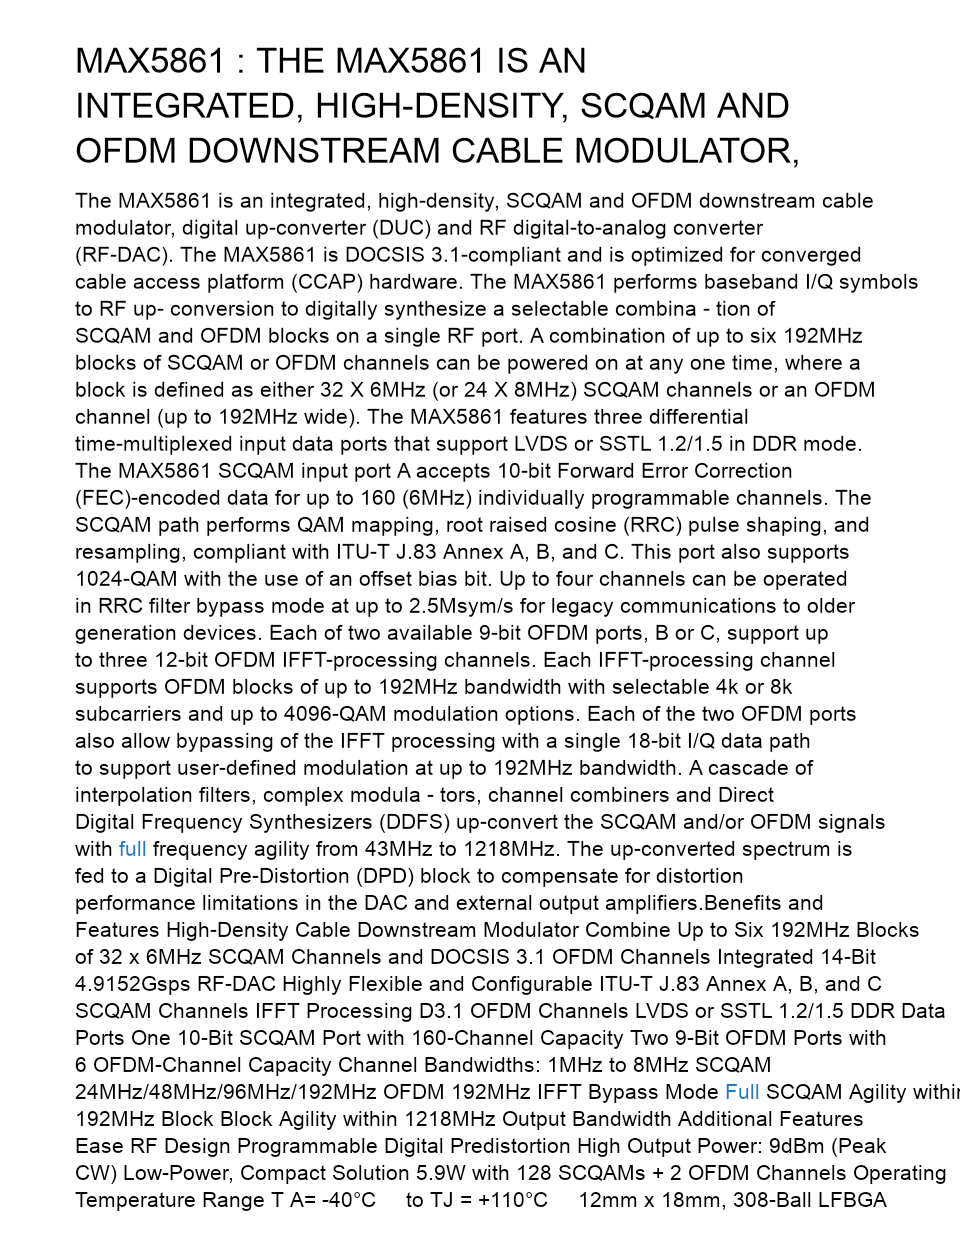 MAX5861 : THE MAX5861 IS AN
INTEGRATED, HIGH-DENSITY, SCQAM AND
OFDM DOWNSTREAM CABLE MODULATOR,
The MAX5861 is an integrated, high-density, SCQAM and OFDM downstream cable
modulator, digital up-converter (DUC) and RF digital-to-analog converter
(RF-DAC). The MAX5861 is DOCSIS 3.1-compliant and is optimized for converged
cable access platform (CCAP) hardware. The MAX5861 performs baseband I/Q symbols
to RF up- conversion to digitally synthesize a selectable combina - tion of
SCQAM and OFDM blocks on a single RF port. A combination of up to six 192MHz
blocks of SCQAM or OFDM channels can be powered on at any one time, where a
block is defined as either 32 X 6MHz (or 24 X 8MHz) SCQAM channels or an OFDM
channel (up to 192MHz wide). The MAX5861 features three differential
time-multiplexed input data ports that support LVDS or SSTL 1.2/1.5 in DDR mode.
The MAX5861 SCQAM input port A accepts 10-bit Forward Error Correction
(FEC)-encoded data for up to 160 (6MHz) individually programmable channels. The
SCQAM path performs QAM mapping, root raised cosine (RRC) pulse shaping, and
resampling, compliant with ITU-T J.83 Annex A, B, and C. This port also supports
1024-QAM with the use of an offset bias bit. Up to four channels can be operated
in RRC filter bypass mode at up to 2.5Msym/s for legacy communications to older
generation devices. Each of two available 9-bit OFDM ports, B or C, support up
to three 12-bit OFDM IFFT-processing channels. Each IFFT-processing channel
supports OFDM blocks of up to 192MHz bandwidth with selectable 4k or 8k
subcarriers and up to 4096-QAM modulation options. Each of the two OFDM ports
also allow bypassing of the IFFT processing with a single 18-bit I/Q data path
to support user-defined modulation at up to 192MHz bandwidth. A cascade of
interpolation filters, complex modula - tors, channel combiners and Direct
Digital Frequency Synthesizers (DDFS) up-convert the SCQAM and/or OFDM signals
with full frequency agility from 43MHz to 1218MHz. The up-converted spectrum is
fed to a Digital Pre-Distortion (DPD) block to compensate for distortion
performance limitations in the DAC and external output amplifiers.Benefits and
Features High-Density Cable Downstream Modulator Combine Up to Six 192MHz Blocks
of 32 x 6MHz SCQAM Channels and DOCSIS 3.1 OFDM Channels Integrated 14-Bit
4.9152Gsps RF-DAC Highly Flexible and Configurable ITU-T J.83 Annex A, B, and C
SCQAM Channels IFFT Processing D3.1 OFDM Channels LVDS or SSTL 1.2/1.5 DDR Data
Ports One 10-Bit SCQAM Port with 160-Channel Capacity Two 9-Bit OFDM Ports with
6 OFDM-Channel Capacity Channel Bandwidths: 1MHz to 8MHz SCQAM
24MHz/48MHz/96MHz/192MHz OFDM 192MHz IFFT Bypass Mode Full SCQAM Agility within
192MHz Block Block Agility within 1218MHz Output Bandwidth Additional Features
Ease RF Design Programmable Digital Predistortion High Output Power: 9dBm (Peak
CW) Low-Power, Compact Solution 5.9W with 128 SCQAMs + 2 OFDM Channels Operating
Temperature Range T A= -40°C to TJ = +110°C 12mm x 18mm, 308-Ball LFBGA